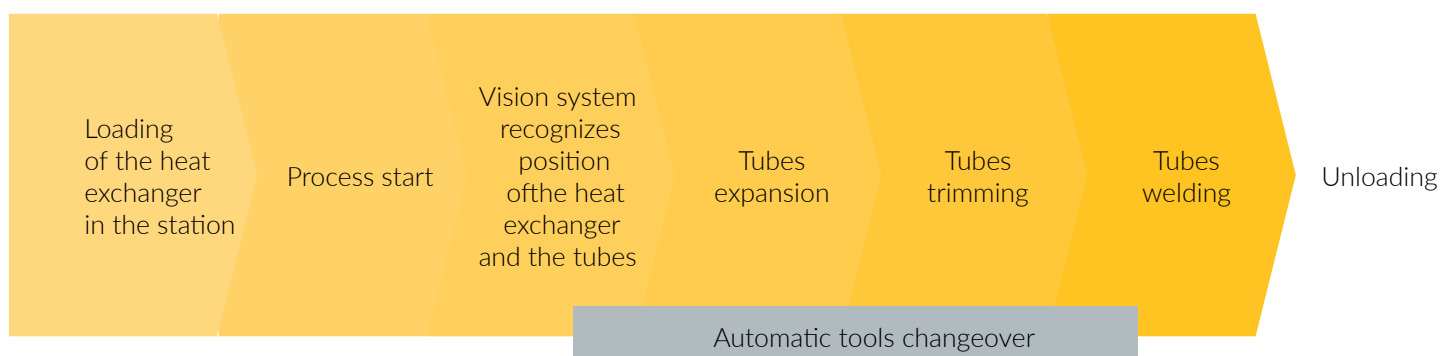 Loading
of the heat
exchanger
in the station
Process start
Vision system
recognizes
position
ofthe heat
exchanger
and the tubes
Tubes
expansion
Tubes
trimming
Tubes
welding
Unloading
Automatic tools changeover